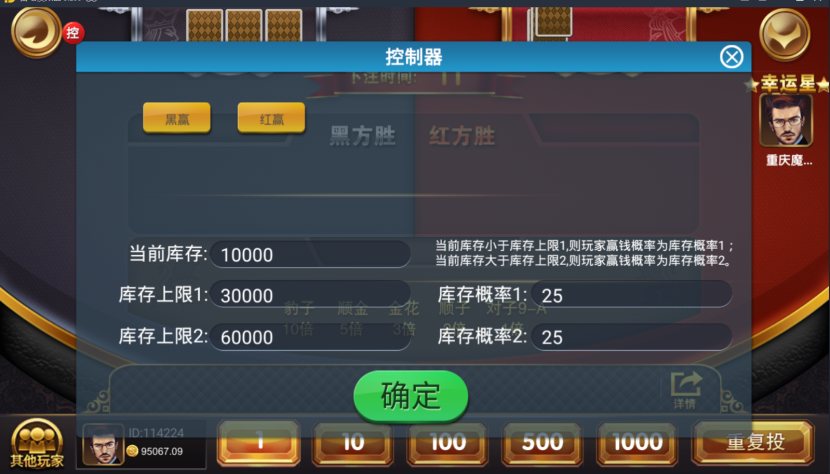 控
控制器
下注时间: 11
幸运星
黑赢 红赢
黑方胜 红方胜
重庆魔...
当前库存: 10000
当前库存小于库存上限1,则玩家赢钱概率为库存概率1；
当前库存大于库存上限2,则玩家赢钱概率为库存概率2。
库存上限1: 30000 库存概率1: 25
豹子 顺金 金花 顺子 对子9-A
10倍 5倍 3倍
库存上限2: 60000 库存概率2: 25
确定
详情
ID:114224
95067.09
其他玩家
1 10 100 500 1000 重复投